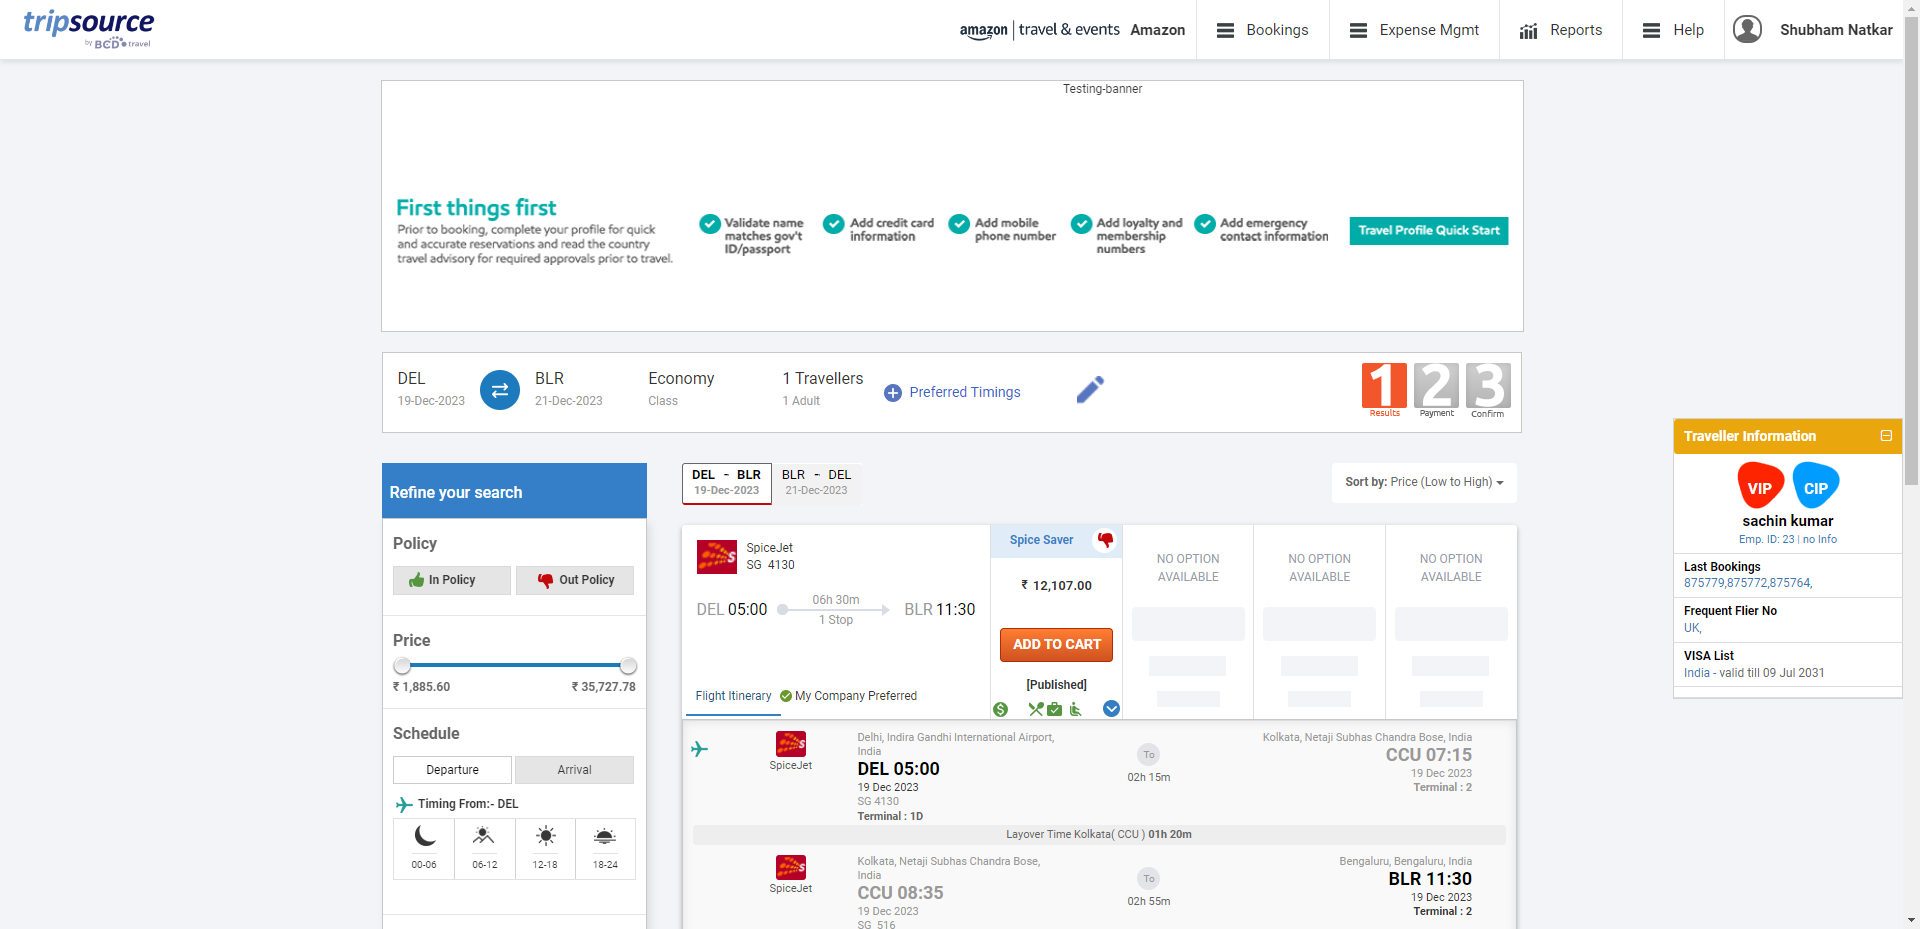 tripsource
by BCD travel
amazon | travel & events Amazon
Bookings
Expense Mgmt
Reports
Help
Shubham Natkar
Testing-banner
First things first
Prior to booking, complete your profile for quick
and accurate reservations and read the country
travel advisory for required approvals prior to travel.
Validate name
matches gov't
ID/passport
Add credit card
information
Add mobile
phone number
Add loyalty and
membership
numbers
Add emergency
contact information
Travel Profile Quick Start
DEL
19-Dec-2023
BLR
21-Dec-2023
Economy
Class
1 Travellers
1 Adult
Preferred Timings
1
Results
2
Payment
3
Confirm
Traveller Information
VIP
CIP
sachin kumar
Emp. ID: 23 | no Info
Last Bookings
875779,875772,875764,
Frequent Flier No
UK,
VISA List
India - valid till 09 Jul 2031
Refine your search
Policy
In Policy
Out Policy
Price
₹ 1,885.60
₹ 35,727.78
Schedule
Departure
Arrival
Timing From:- DEL
00-06
06-12
12-18
18-24
DEL - BLR
19-Dec-2023
BLR - DEL
21-Dec-2023
Sort by: Price (Low to High)
SpiceJet
SG 4130
DEL 05:00
06h 30m
1 Stop
BLR 11:30
Flight Itinerary
My Company Preferred
Spice Saver
₹ 12,107.00
ADD TO CART
[Published]
NO OPTION
AVAILABLE
NO OPTION
AVAILABLE
NO OPTION
AVAILABLE
SpiceJet
Delhi, Indira Gandhi International Airport,
India
DEL 05:00
19 Dec 2023
SG 4130
Terminal : 1D
To
02h 15m
Kolkata, Netaji Subhas Chandra Bose, India
CCU 07:15
19 Dec 2023
Terminal : 2
Layover Time Kolkata( CCU ) 01h 20m
SpiceJet
Kolkata, Netaji Subhas Chandra Bose,
India
CCU 08:35
19 Dec 2023
SG 516
To
02h 55m
Bengaluru, Bengaluru, India
BLR 11:30
19 Dec 2023
Terminal : 2